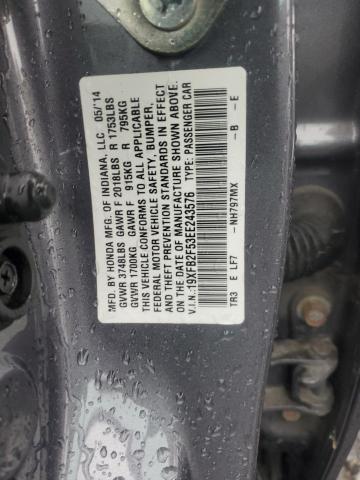 MFD. BY HONDA MFG. OF INDIANA, LLC 05/'14
GVWR 3748LBS GAWR F 2018LBS R 1753LBS
GVWR 1700KG GAWR F 915KG R 795KG
THIS VEHICLE CONFORMS TO ALL APPLICABLE
FEDERAL MOTOR VEHICLE SAFETY, BUMPER,
AND THEFT PREVENTION STANDARDS IN EFFECT
ON THE DATE OF MANUFACTURE SHOWN ABOVE.
V.I.N.:19XFB2F53EE243576 TYPE: PASSENGER CAR
TR3 E LF7 -NH797MX -B -E